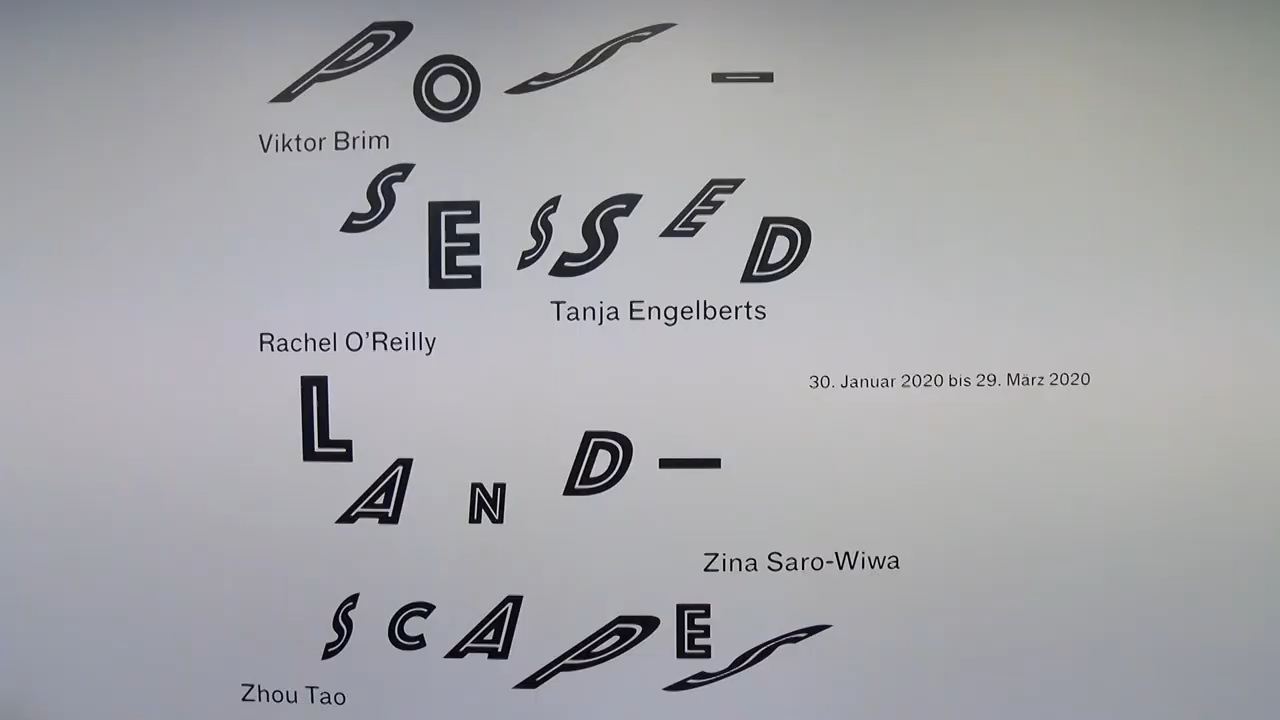 POS–
Viktor Brim
SESSED
Tanja Engelberts
Rachel O’Reilly
30. Januar 2020 bis 29. März 2020
LAND–
Zina Saro-Wiwa
SCAPES
Zhou Tao